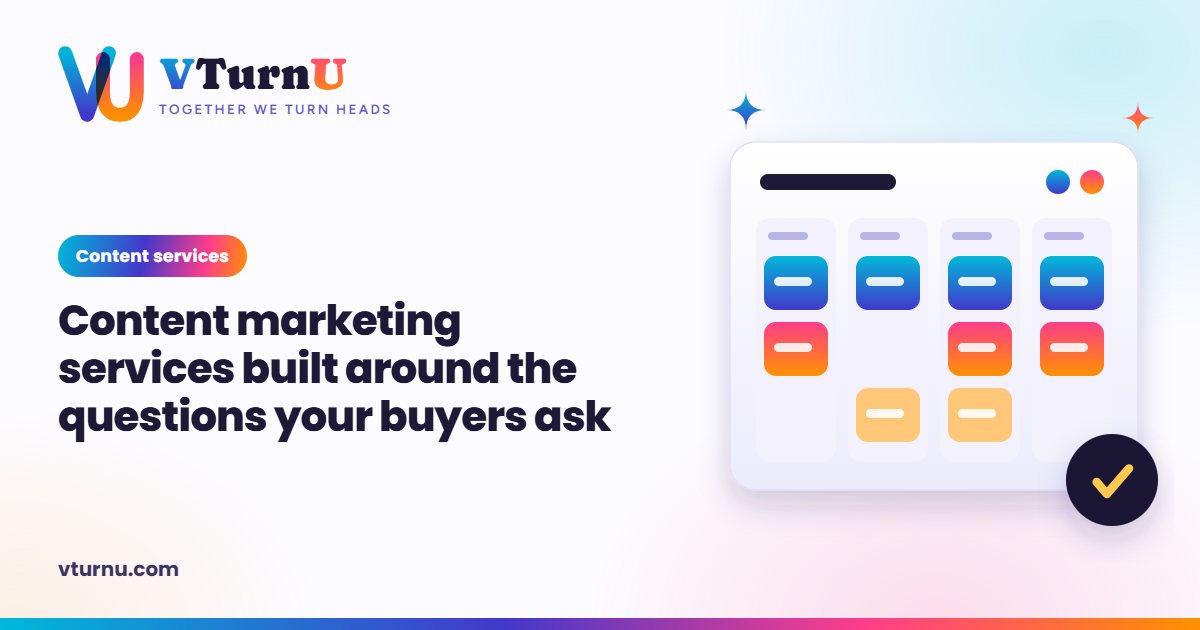 VTurnU
TOGETHER WE TURN HEADS
Content services
Content marketing
services built around the
questions your buyers ask
vturnu.com